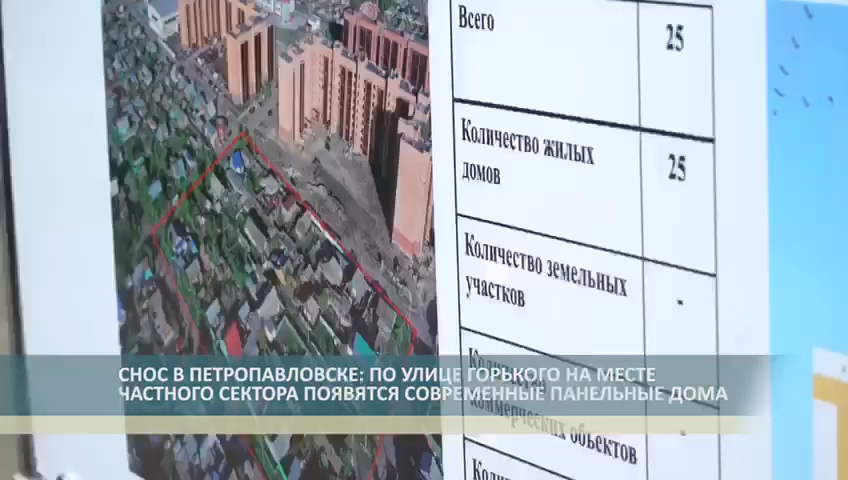 Всего
25
Количество жилых
домов
25
Количество земельных
участков
-
Количество
коммерческих объектов
-
СНОС В ПЕТРОПАВЛОВСКЕ: ПО УЛИЦЕ ГОРЬКОГО НА МЕСТЕ
ЧАСТНОГО СЕКТОРА ПОЯВЯТСЯ СОВРЕМЕННЫЕ ПАНЕЛЬНЫЕ ДОМА